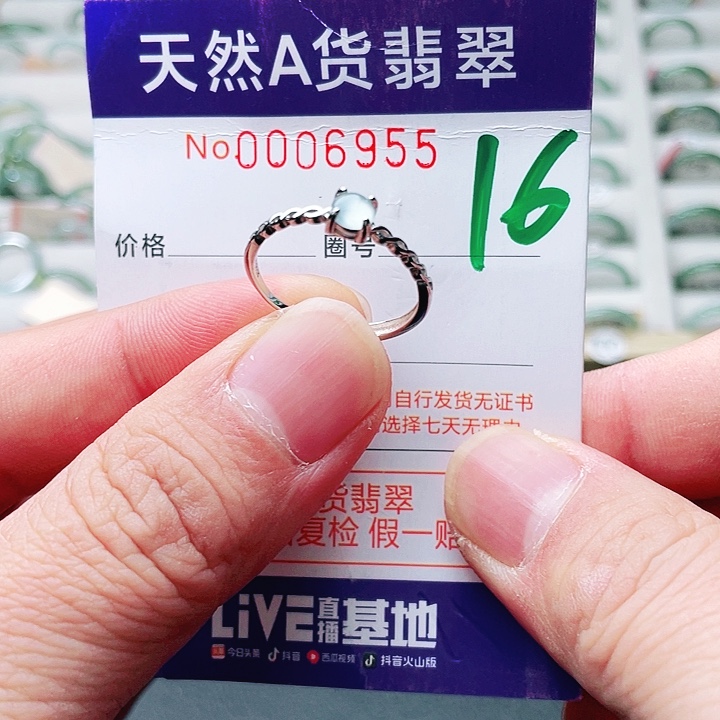 天然A货翡翠
No 0006955
16
价格 圈号
自行发货无证书
选择七天无理由
货翡翠
复检 假一赔
LiVE直播基地
今日头条 抖音 西瓜视频 抖音火山版